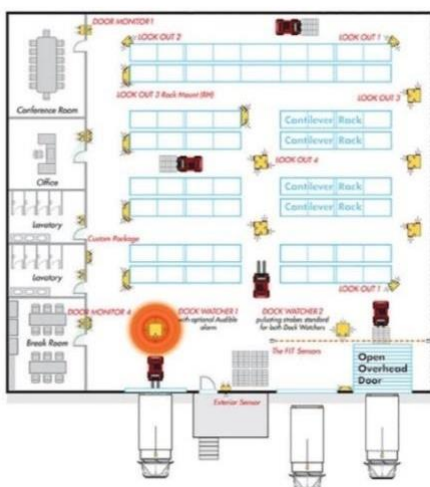 DOOR MONITOR 1
LOOK OUT 2
LOOK OUT 1
Conference Room
LOOK OUT 2 Rack Mount (RM)
LOOK OUT 3
Cantilever Rack
Cantilever Rack
LOOK OUT 4
Office
Cantilever Rack
Cantilever Rack
Lavatory
Custom Package
Lavatory
LOOK OUT 1
DOOR MONITOR 4
DOCK WATCHER 1
with optional Audible
alarm
DOCK WATCHER 2
pulsating strobes standard
for both Dock Watchers
Break Room
The FIT Sensors
Open
Overhead
Door
Exterior Sensor